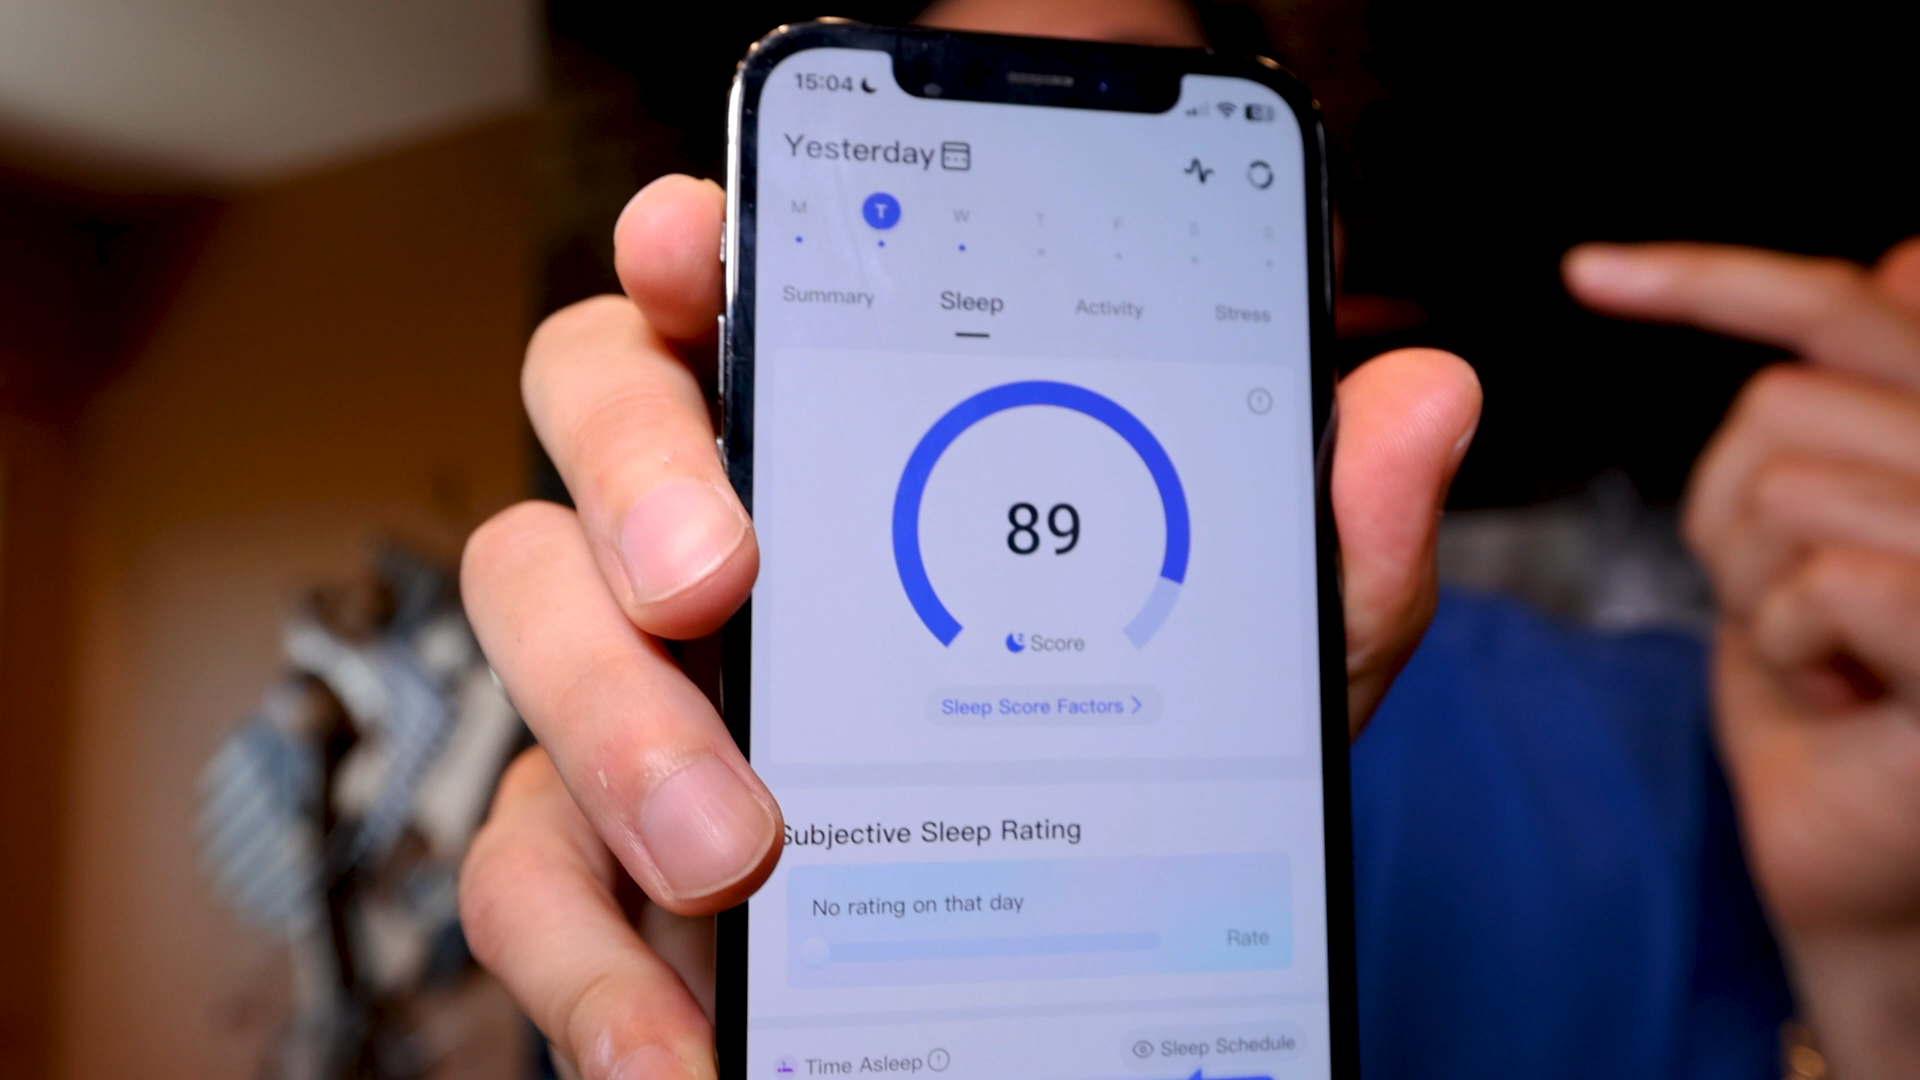 15:04
Yesterday
M T W T F S S
Summary Sleep Activity Stress
89
Score
Sleep Score Factors >
Subjective Sleep Rating
No rating on that day
Rate
Time Asleep
Sleep Schedule